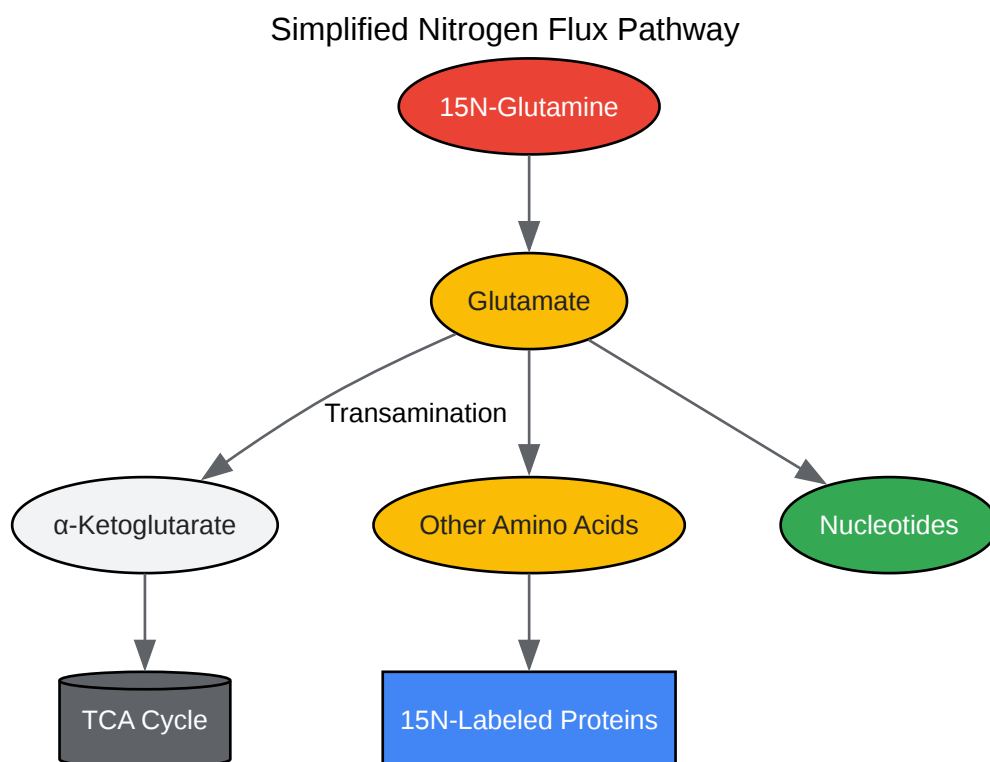 Simplified Nitrogen Flux Pathway
15N-Glutamine
Glutamate
Transamination
α-Ketoglutarate
Other Amino Acids
Nucleotides
TCA Cycle
15N-Labeled Proteins